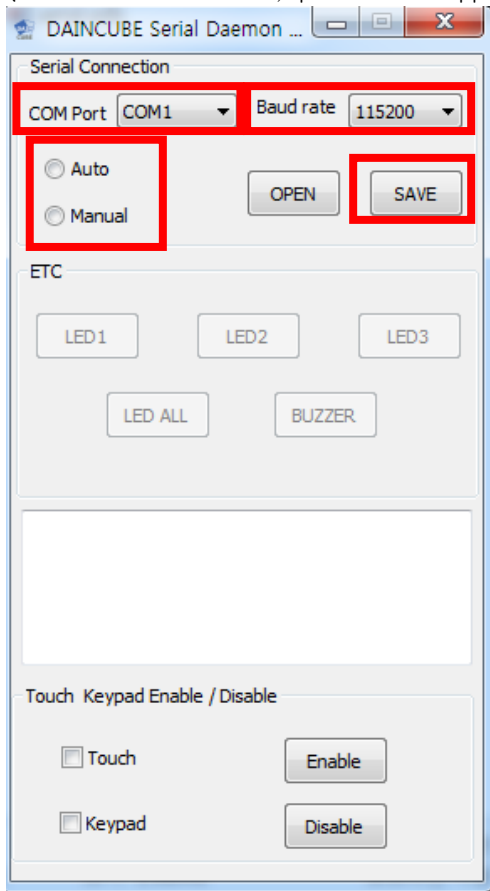 DAINCUBE Serial Daemon ...
Serial Connection
COM Port COM1 Baud rate 115200
Auto
Manual
OPEN SAVE
ETC
LED1 LED2 LED3
LED ALL BUZZER
Touch Keypad Enable / Disable
Touch Enable
Keypad Disable